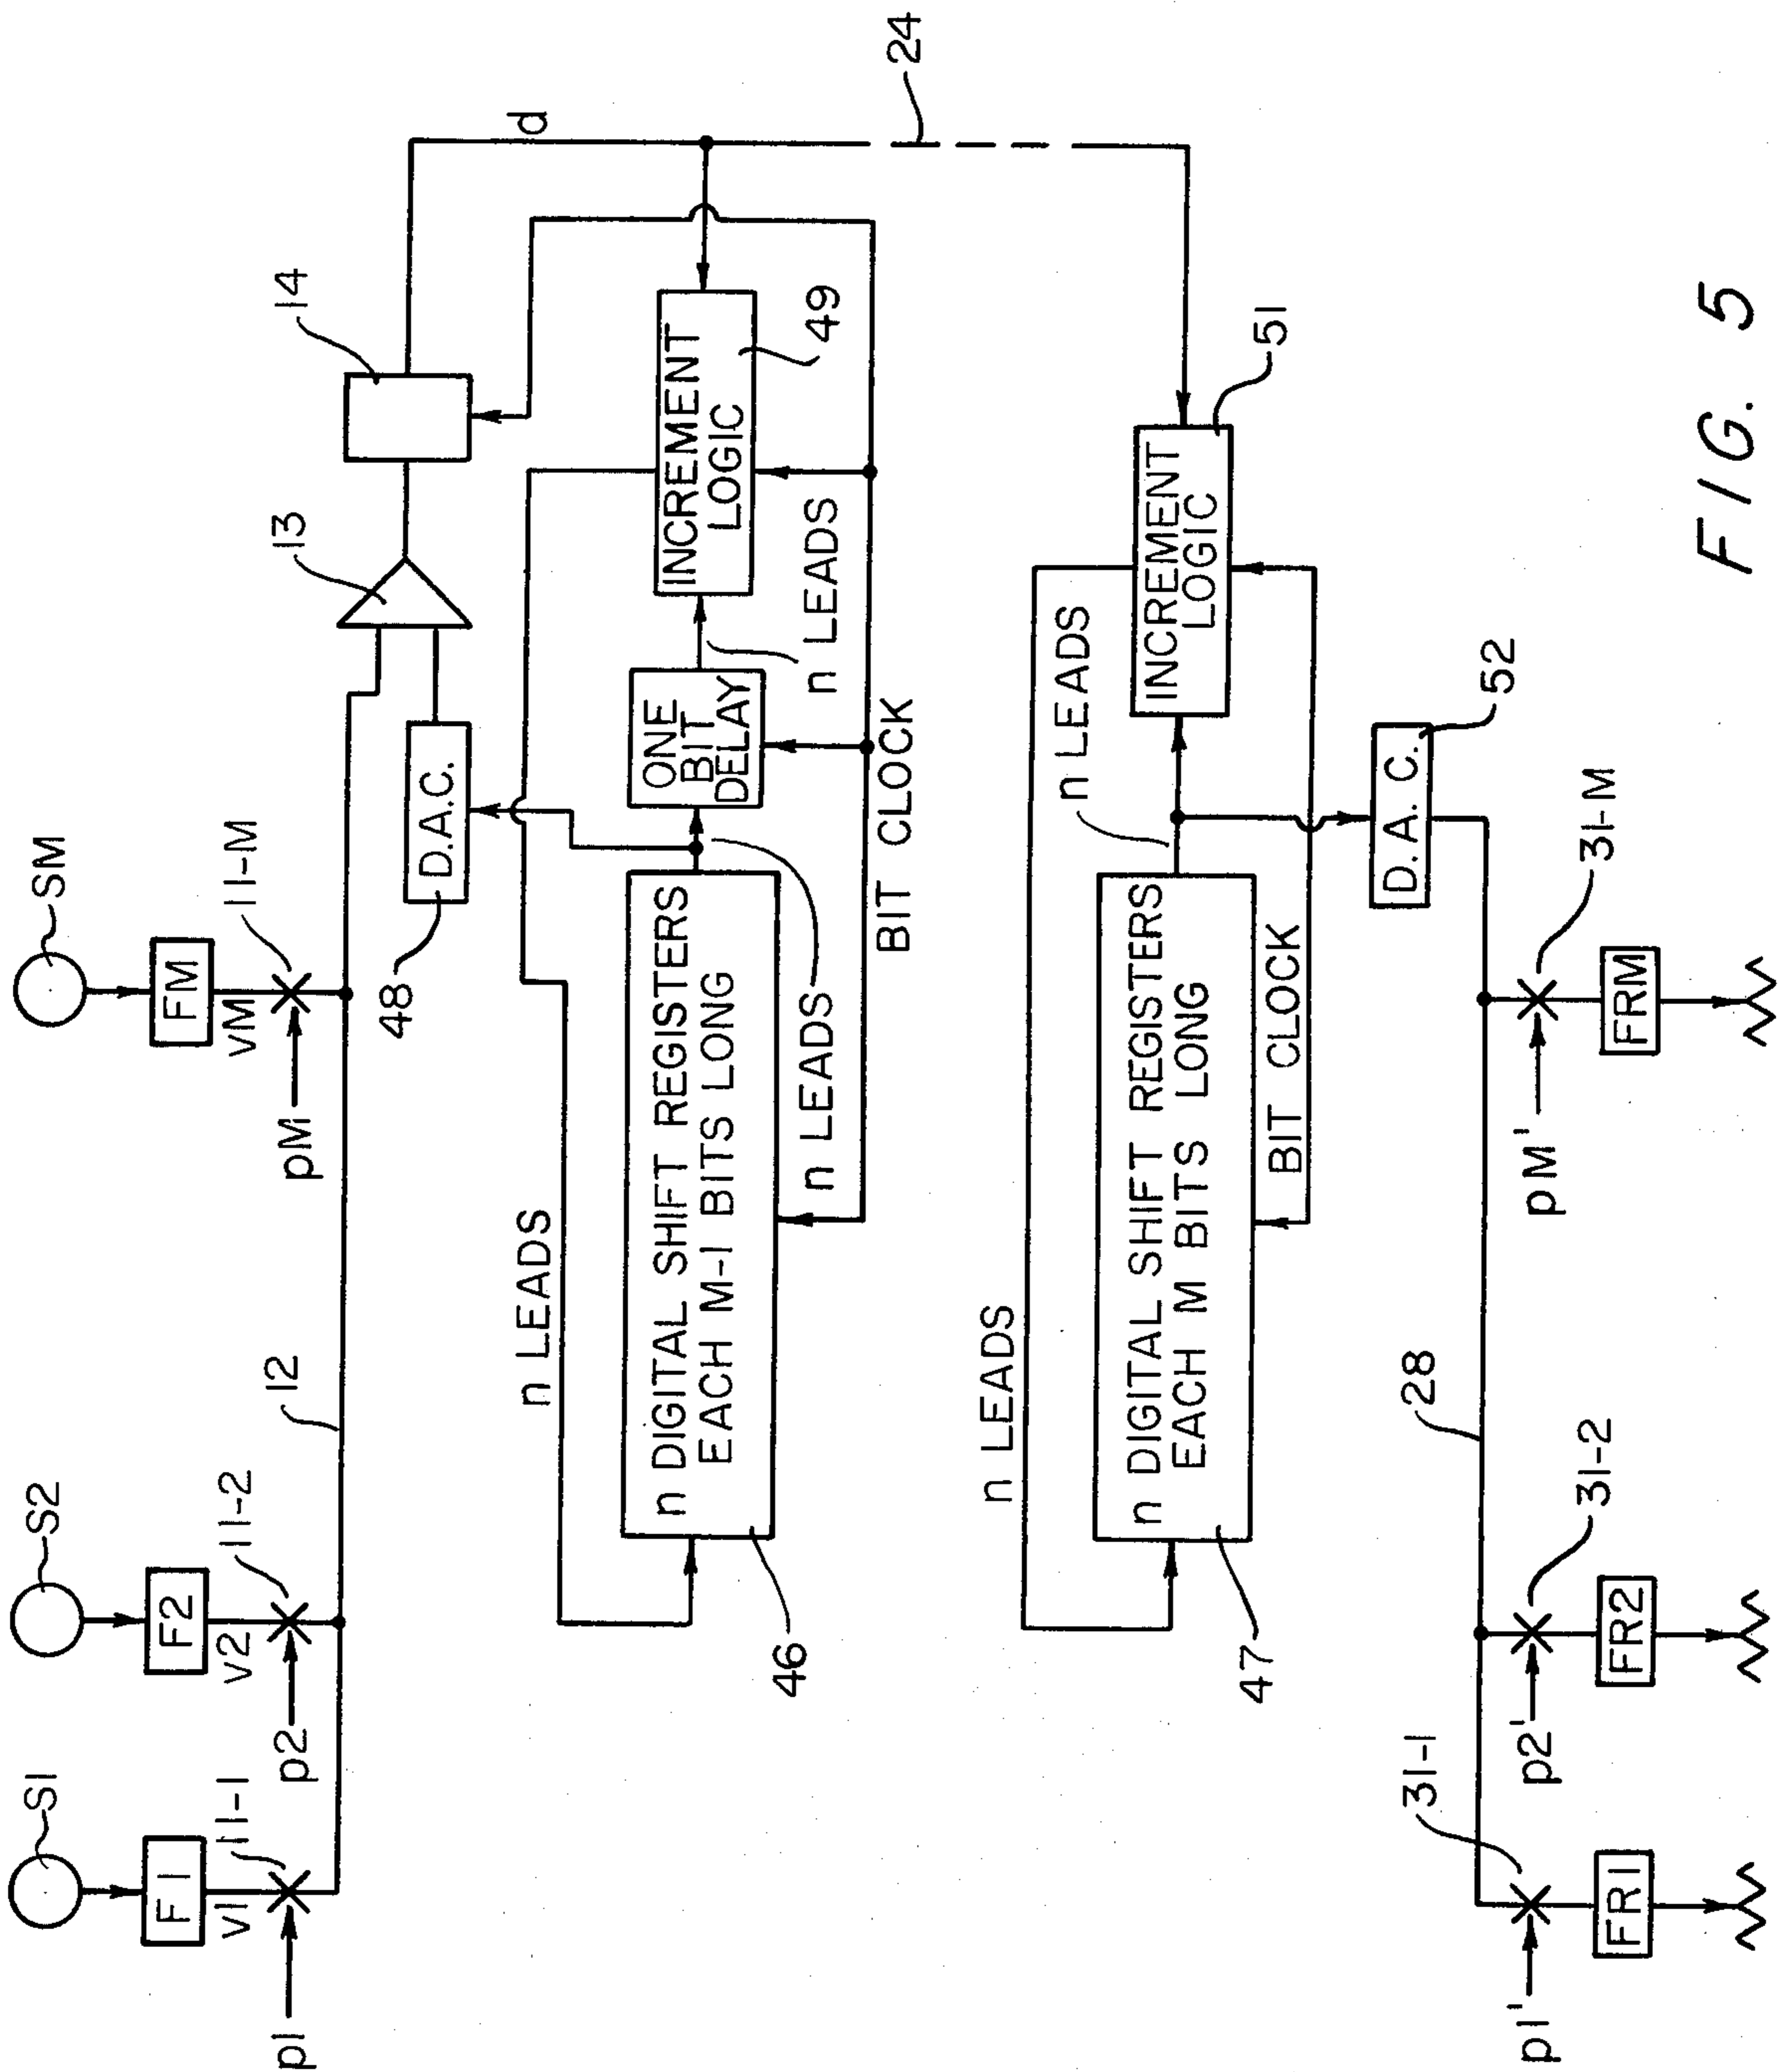 S1
S2
SM
F1
F2
FM
v1
11-1
v2
11-2
vM
11-M
p1
p2
pM
12
13
14
d
D.A.C.
48
n LEADS
n DIGITAL SHIFT REGISTERS
EACH M-1 BITS LONG
46
n LEADS
ONE
BIT
DELAY
n LEADS
INCREMENT
LOGIC
49
BIT CLOCK
24
n LEADS
n DIGITAL SHIFT REGISTERS
EACH M BITS LONG
47
n LEADS
INCREMENT
LOGIC
51
BIT CLOCK
D.A.C.
52
28
31-1
31-2
31-M
p1'
p2'
pM'
FR1
FR2
FRM
FIG. 5